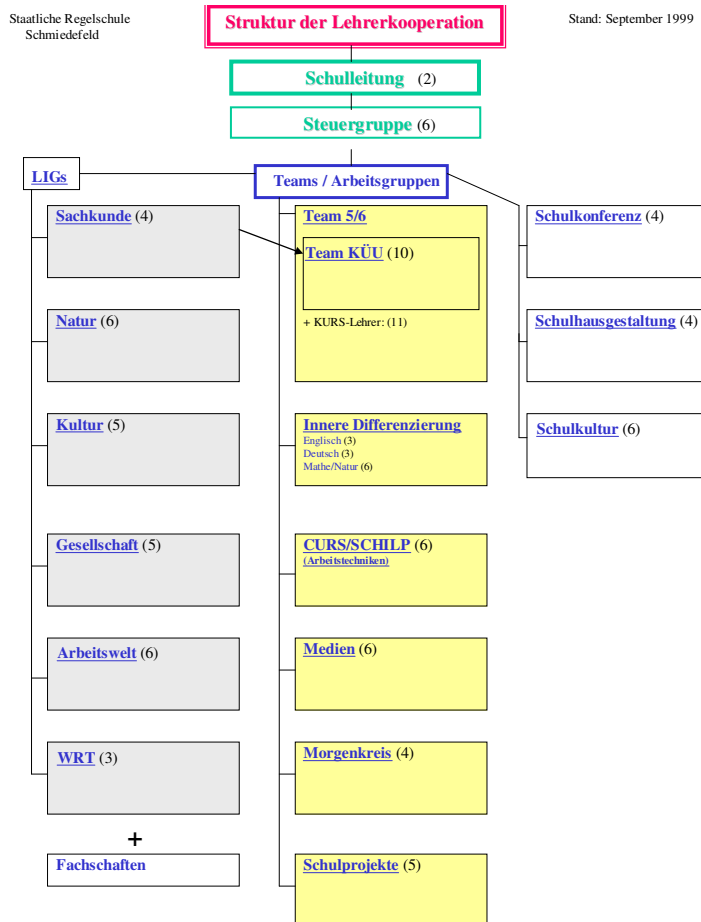 Staatliche Regelschule
Schmiedefeld
Struktur der Lehrerkooperation
Stand: September 1999
Schulleitung (2)
Steuergruppe (6)
LIGs
Teams / Arbeitsgruppen
Sachkunde (4)
Natur (6)
Kultur (5)
Gesellschaft (5)
Arbeitswelt (6)
WRT (3)
+
Fachschaften
Team 5/6
Team KÜU (10)
+ KURS-Lehrer: (11)
Innere Differenzierung
Englisch (3)
Deutsch (3)
Mathe/Natur (6)
CURS/SCHILP (6)
(Arbeitstechniken)
Medien (6)
Morgenkreis (4)
Schulprojekte (5)
Schulkonferenz (4)
Schulhausgestaltung (4)
Schulkultur (6)